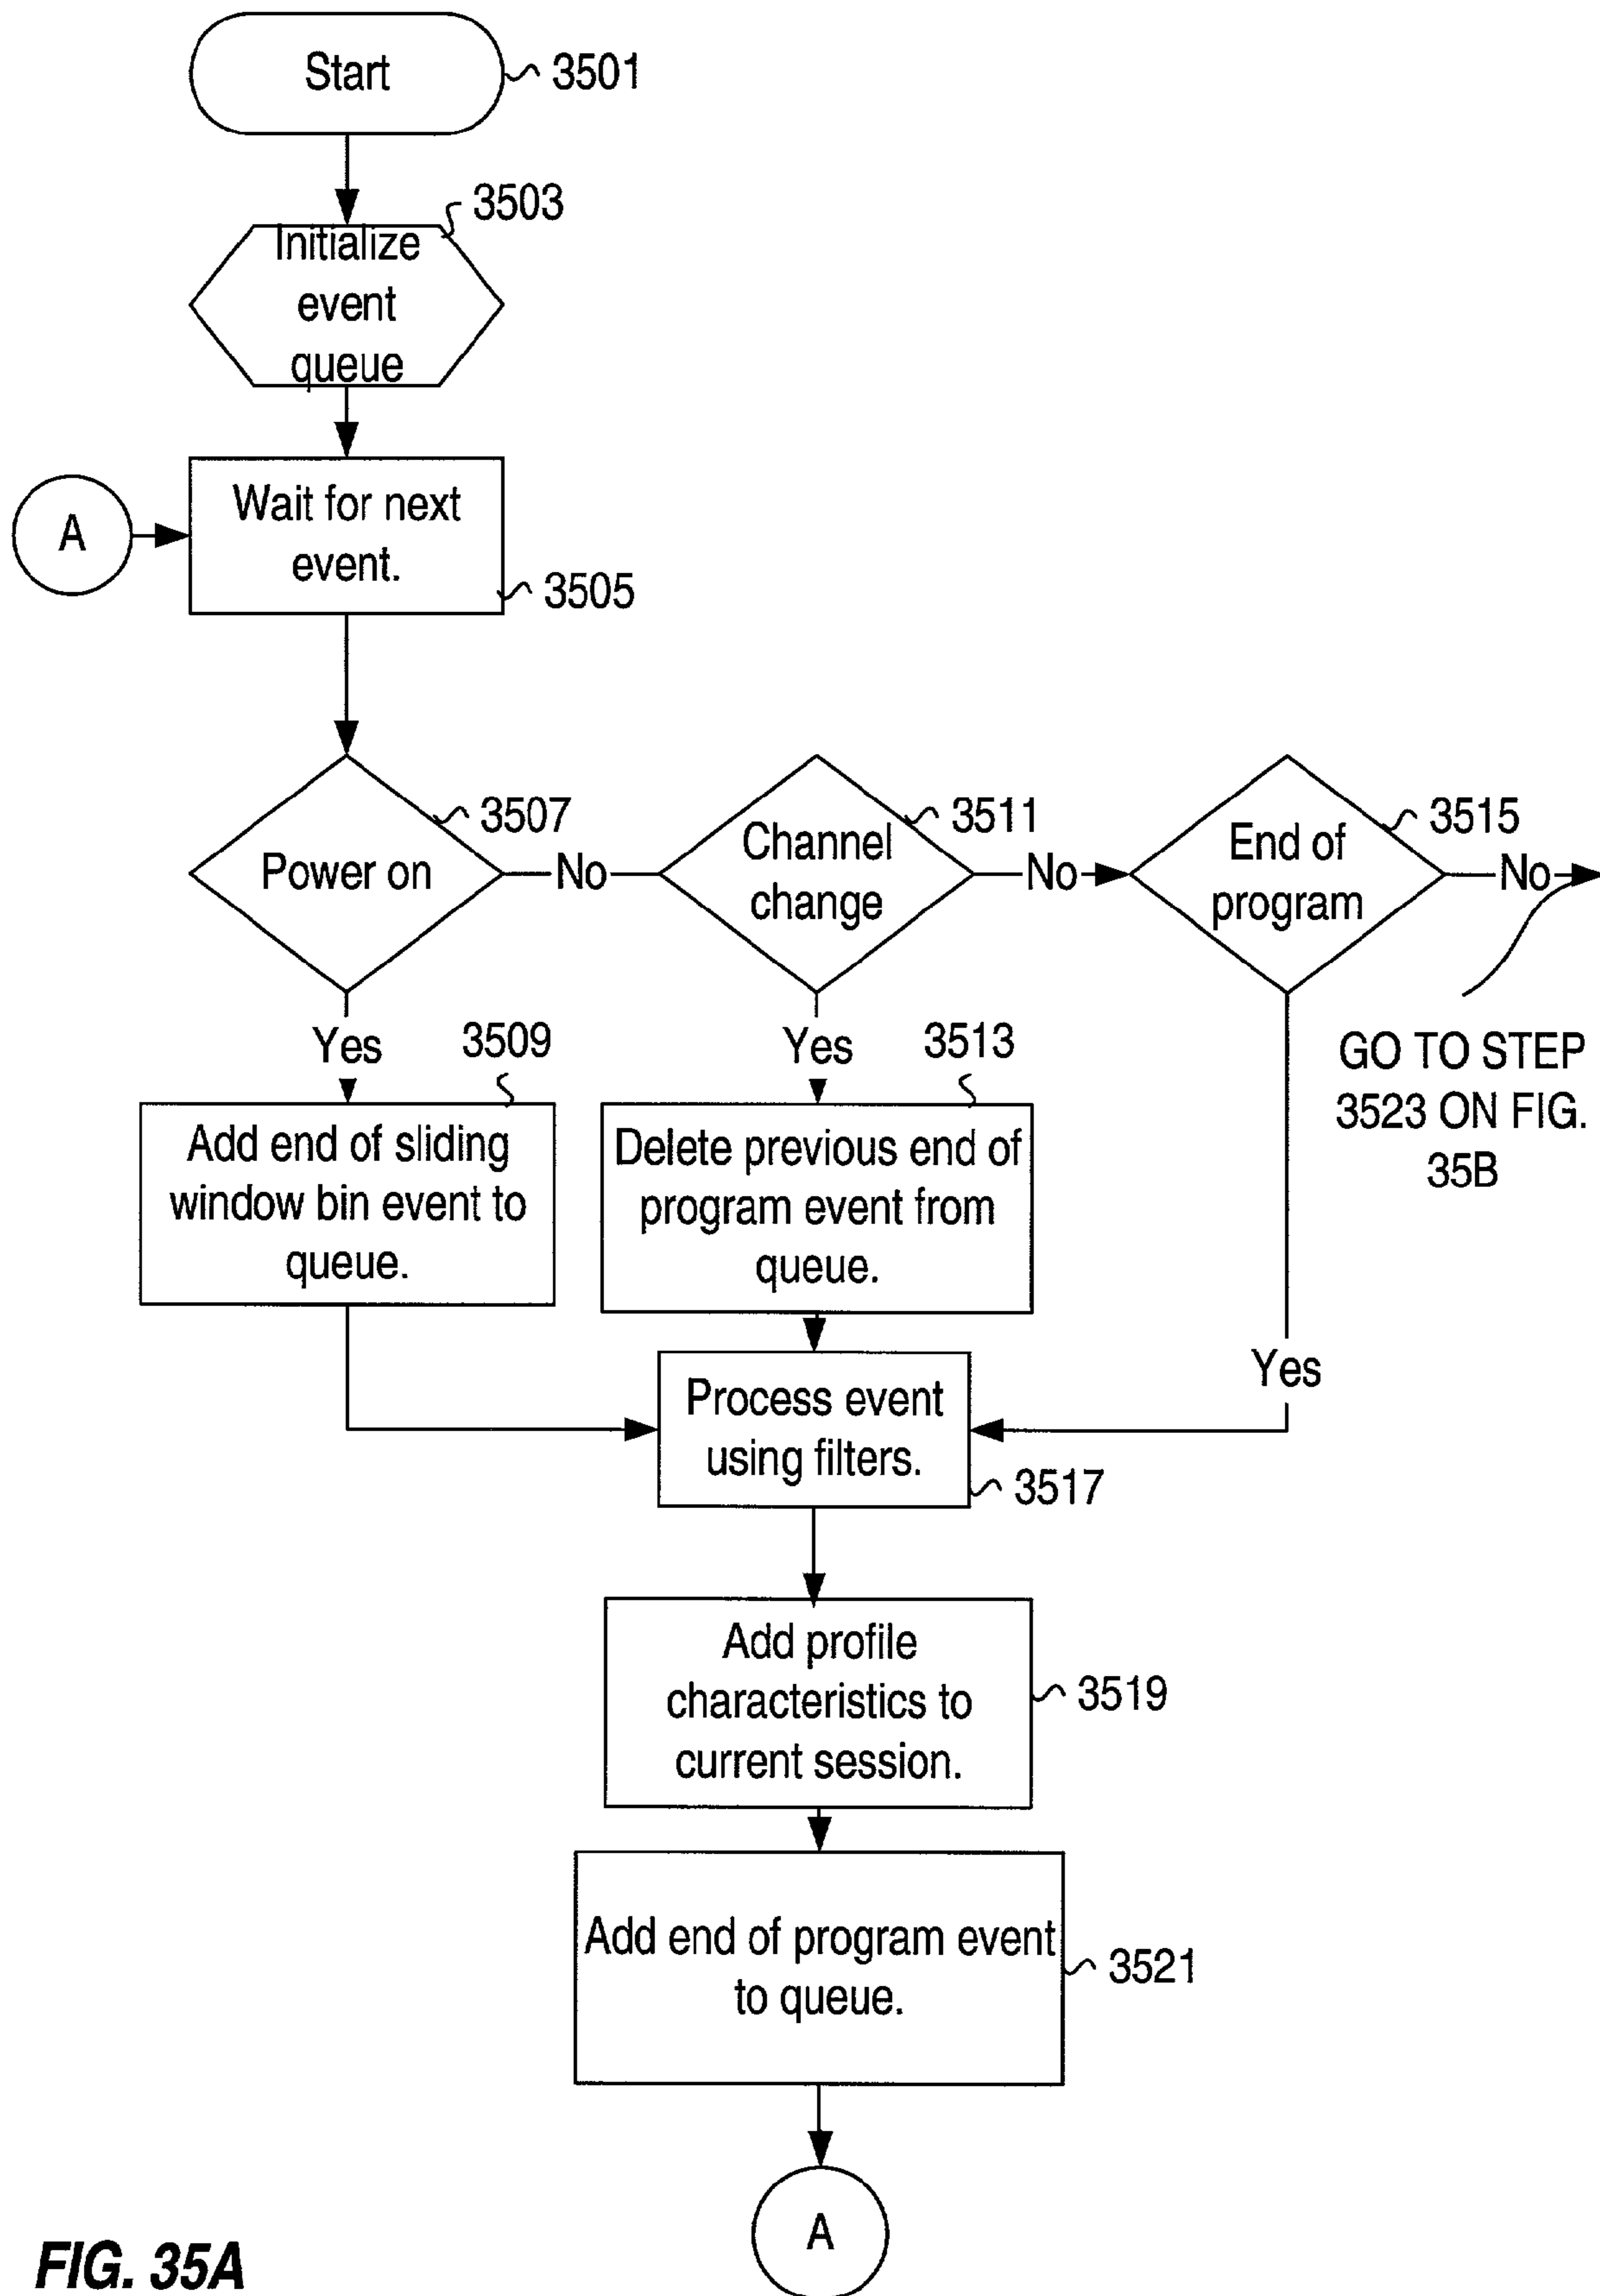 Start
3501
3503
Initialize
event
queue
A
Wait for next
event.
3505
3507
Power on
No
3511
Channel
change
No
3515
End of
program
No
Yes
3509
Yes
3513
GO TO STEP
3523 ON FIG.
35B
Add end of sliding
window bin event to
queue.
Delete previous end of
program event from
queue.
Yes
Process event
using filters.
3517
Add profile
characteristics to
current session.
3519
Add end of program event
to queue.
3521
A
FIG. 35A